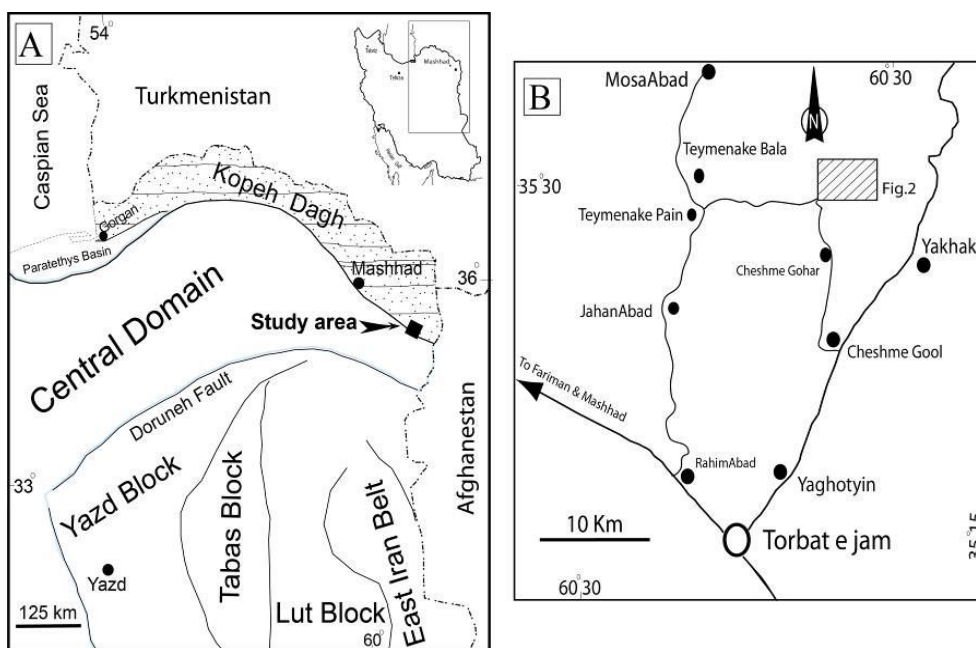 A
54°
Caspian Sea
Turkmenistan
Mashhad
Kopeh Dagh
Gorgan
Paratethys Basin
Mashhad
36°
Central Domain
Study area
Doruneh Fault
Afghanestan
33°
Yazd Block
Tabas Block
East Iran Belt
Yazd
Lut Block
125 km
60°
B
MosaAbad
60° 30
N
Teymenake Bala
35° 30
Fig.2
Teymenake Pain
Yakhak
Cheshme Gohar
JahanAbad
Cheshme Gool
To Fariman & Mashhad
RahimAbad
Yaghotyin
10 Km
Torbat e jam
35° 15
60° 30